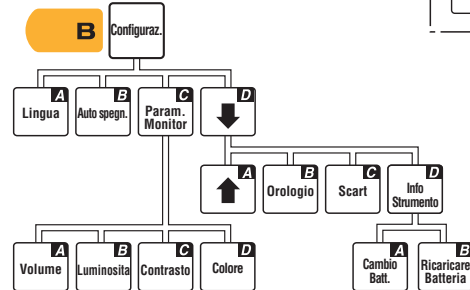 B
Configuraz.
A
Lingua
B
Auto spegn.
C
Param.
Monitor
D
A
B
Orologio
C
Scart
D
Info
Strumento
A
Volume
B
Luminosita
C
Contrasto
D
Colore
A
Cambio
Batt.
B
Ricaricare
Batteria